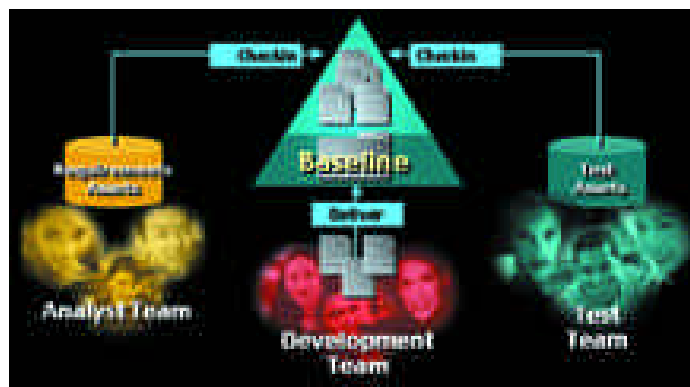 Checkin
Checkin
Baseline
Requirements
Assets
Test
Assets
Deliver
Analyst Team
Development
Team
Test
Team